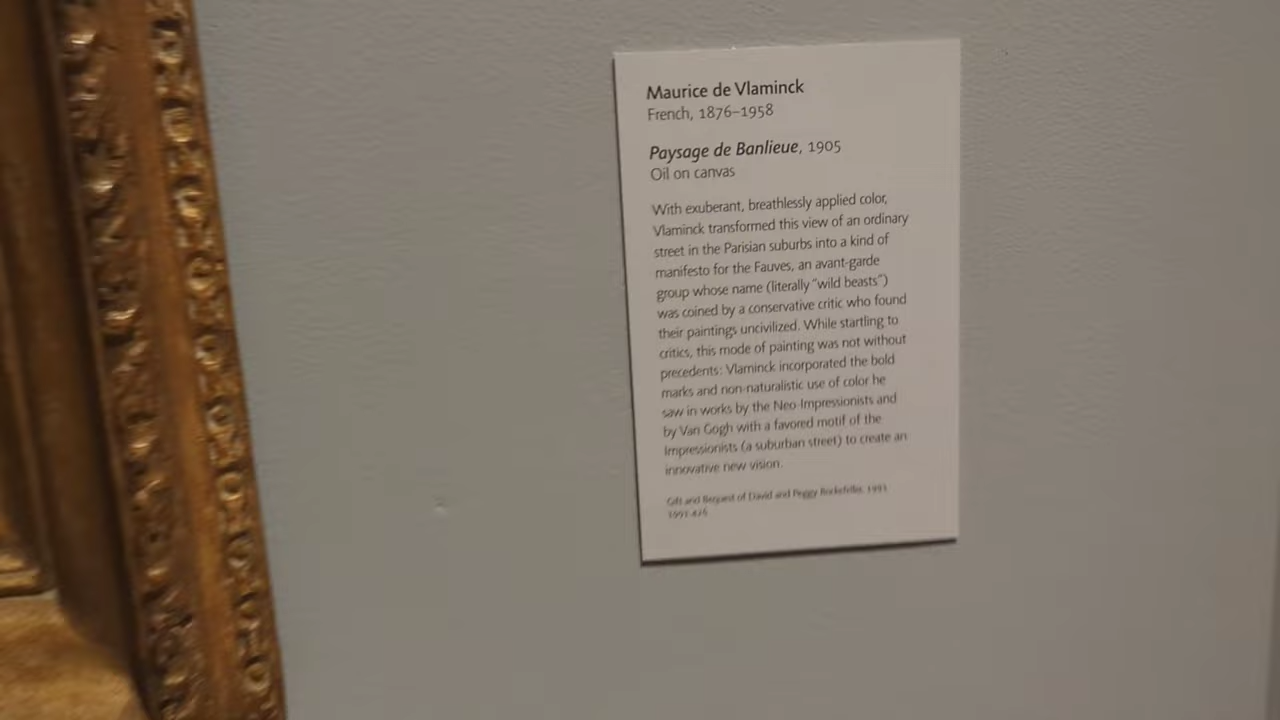 Maurice de Vlaminck
French, 1876–1958
Paysage de Banlieue, 1905
Oil on canvas
With exuberant, breathlessly applied color,
Vlaminck transformed this view of an ordinary
street in the Parisian suburbs into a kind of
manifesto for the Fauves, an avant-garde
group whose name (literally “wild beasts”)
was coined by a conservative critic who found
their paintings uncivilized. While startling to
critics, this mode of painting was not without
precedents: Vlaminck incorporated the bold
marks and non-naturalistic use of color he
saw in works by the Neo-Impressionists and
by Van Gogh with a favored motif of the
Impressionists (a suburban street) to create an
innovative new vision.
Gift and Bequest of David and Peggy Rockefeller, 1991